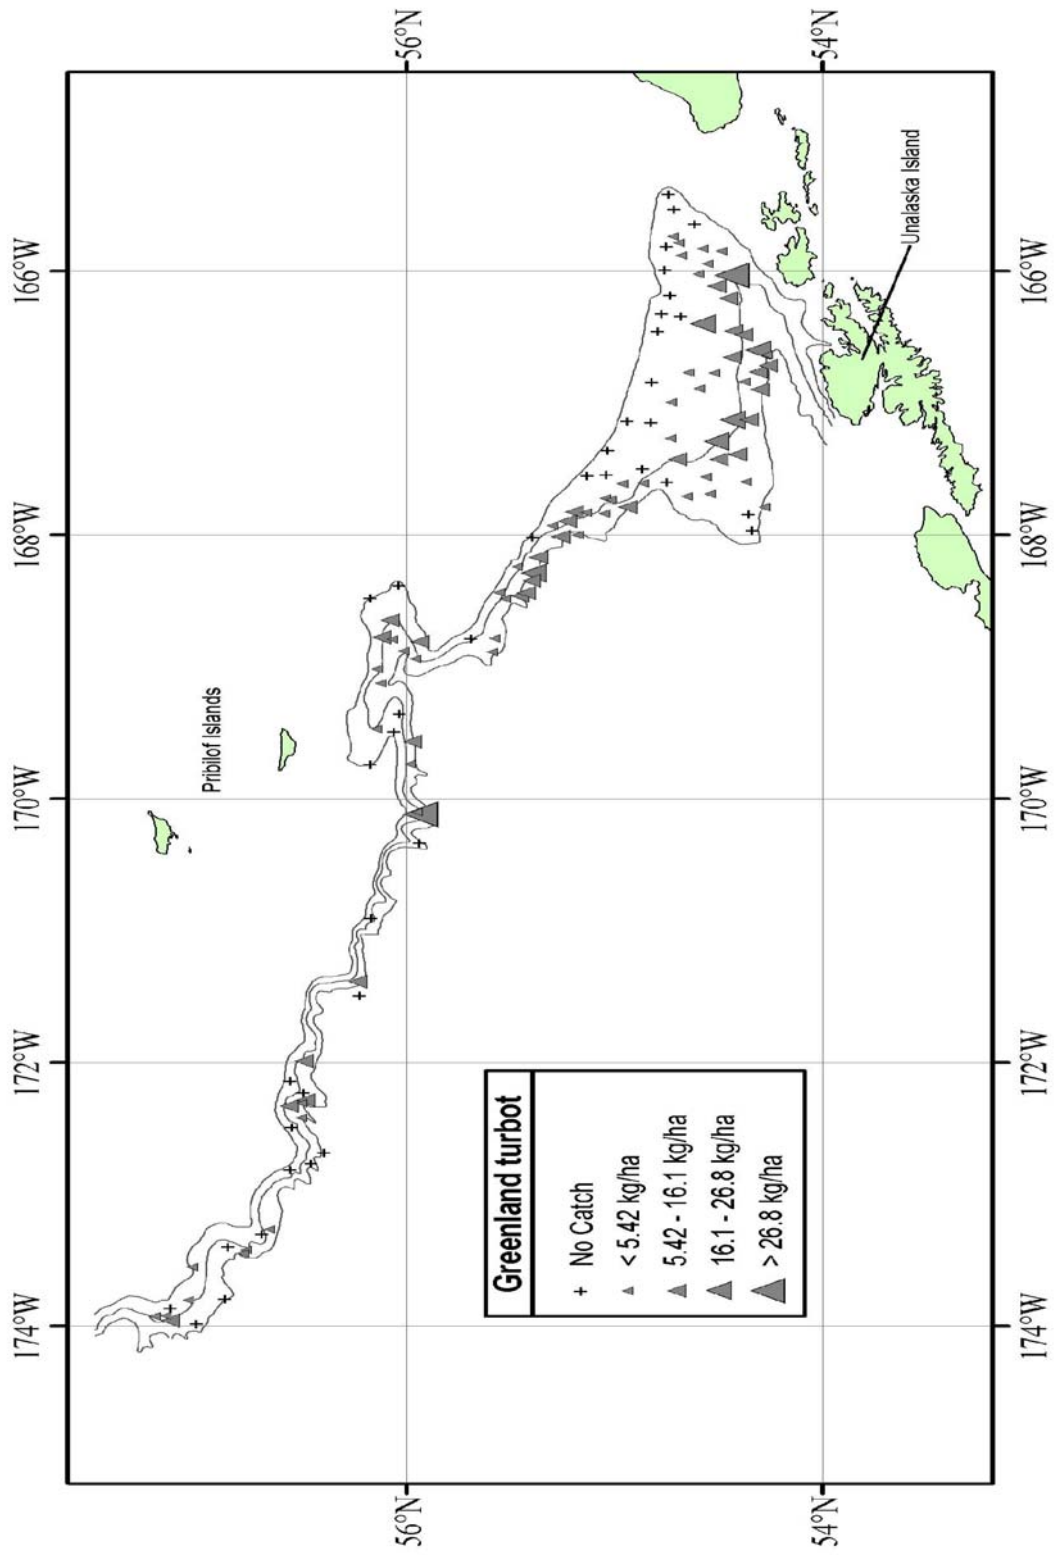 174°W
172°W
170°W
168°W
166°W
56°N
56°N
Pribilof Islands
Greenland turbot
No Catch
< 5.42 kg/ha
5.42 - 16.1 kg/ha
16.1 - 26.8 kg/ha
> 26.8 kg/ha
54°N
54°N
Unalaska Island
174°W
172°W
170°W
168°W
166°W